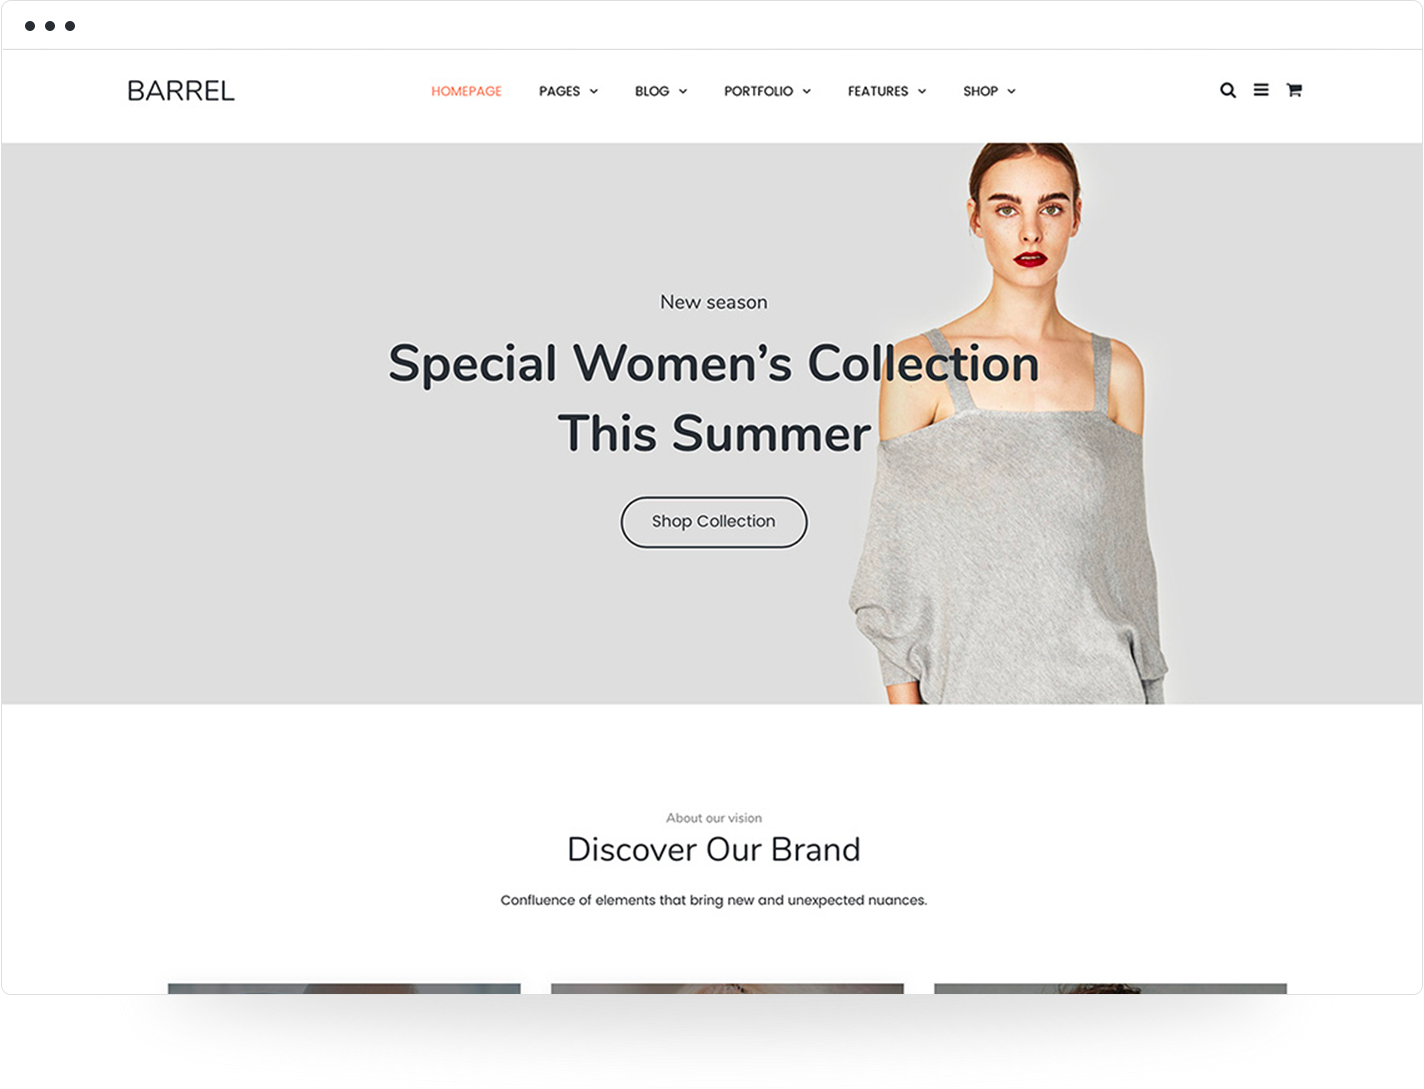 BARREL
HOMEPAGE PAGES BLOG PORTFOLIO FEATURES SHOP
New season
Special Women’s Collection
This Summer
Shop Collection
About our vision
Discover Our Brand
Confluence of elements that bring new and unexpected nuances.